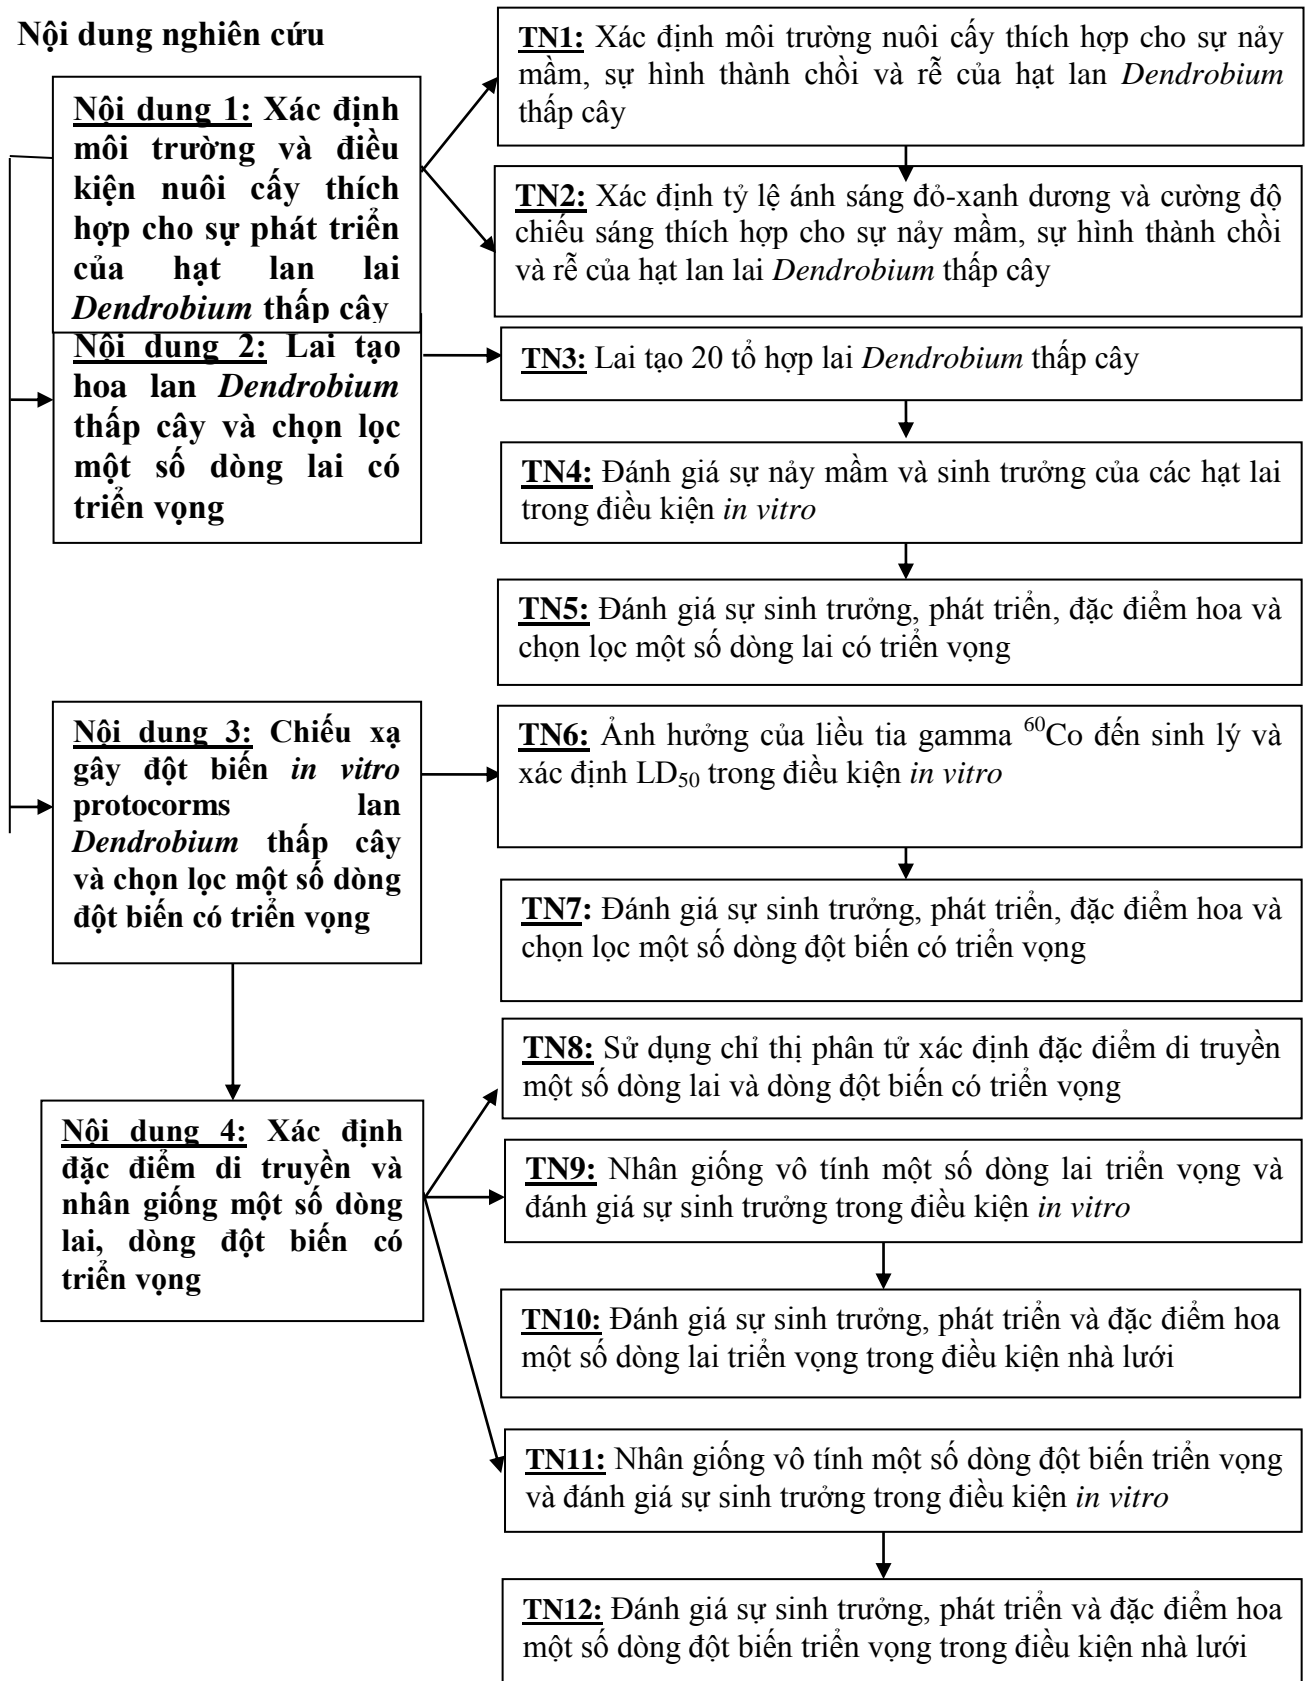 Nội dung nghiên cứu
Nội dung 1: Xác định
môi trường và điều
kiện nuôi cấy thích
hợp cho sự phát triển
của hạt lan lai
Dendrobium thấp cây
TN1: Xác định môi trường nuôi cấy thích hợp cho sự nảy
mầm, sự hình thành chồi và rễ của hạt lan Dendrobium
thấp cây
TN2: Xác định tỷ lệ ánh sáng đỏ-xanh dương và cường độ
chiếu sáng thích hợp cho sự nảy mầm, sự hình thành chồi
và rễ của hạt lan lai Dendrobium thấp cây
Nội dung 2: Lai tạo
hoa lan Dendrobium
thấp cây và chọn lọc
một số dòng lai có
triển vọng
TN3: Lai tạo 20 tổ hợp lai Dendrobium thấp cây
TN4: Đánh giá sự nảy mầm và sinh trưởng của các hạt lai
trong điều kiện in vitro
TN5: Đánh giá sự sinh trưởng, phát triển, đặc điểm hoa và
chọn lọc một số dòng lai có triển vọng
Nội dung 3: Chiếu xạ
gây đột biến in vitro
protocorms lan
Dendrobium thấp cây
và chọn lọc một số dòng
đột biến có triển vọng
TN6: Ảnh hưởng của liều tia gamma ⁶⁰Co đến sinh lý và
xác định LD₅₀ trong điều kiện in vitro
TN7: Đánh giá sự sinh trưởng, phát triển, đặc điểm hoa và
chọn lọc một số dòng đột biến có triển vọng
Nội dung 4: Xác định
đặc điểm di truyền và
nhân giống một số dòng
lai, dòng đột biến có
triển vọng
TN8: Sử dụng chỉ thị phân tử xác định đặc điểm di truyền
một số dòng lai và dòng đột biến có triển vọng
TN9: Nhân giống vô tính một số dòng lai triển vọng và
đánh giá sự sinh trưởng trong điều kiện in vitro
TN10: Đánh giá sự sinh trưởng, phát triển và đặc điểm hoa
một số dòng lai triển vọng trong điều kiện nhà lưới
TN11: Nhân giống vô tính một số dòng đột biến triển vọng
và đánh giá sự sinh trưởng trong điều kiện in vitro
TN12: Đánh giá sự sinh trưởng, phát triển và đặc điểm hoa
một số dòng đột biến triển vọng trong điều kiện nhà lưới